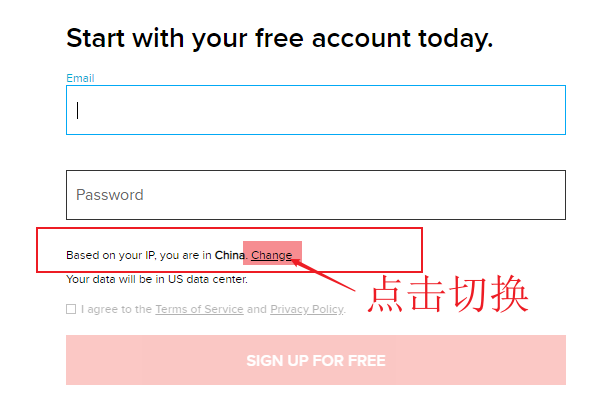 Start with your free account today.
Email
Password
Based on your IP, you are in China. Change
Your data will be in US data center.
点击切换
I agree to the Terms of Service and Privacy Policy.
SIGN UP FOR FREE